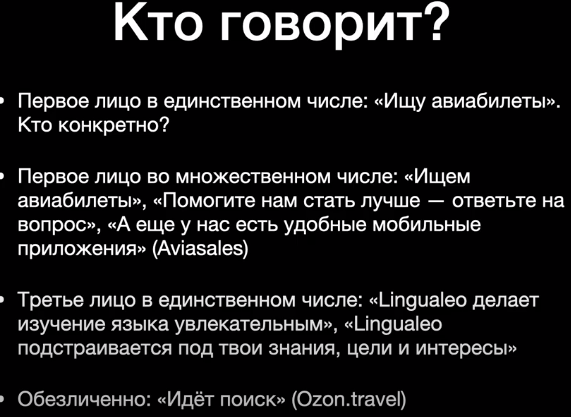 Кто говорит?
• Первое лицо в единственном числе: «Ищу авиабилеты».
Кто конкретно?
• Первое лицо во множественном числе: «Ищем
авиабилеты», «Помогите нам стать лучше — ответьте на
вопрос», «А еще у нас есть удобные мобильные
приложения» (Aviasales)
• Третье лицо в единственном числе: «Lingualeo делает
изучение языка увлекательным», «Lingualeo
подстраивается под твои знания, цели и интересы»
• Обезличенно: «Идёт поиск» (Ozon.travel)